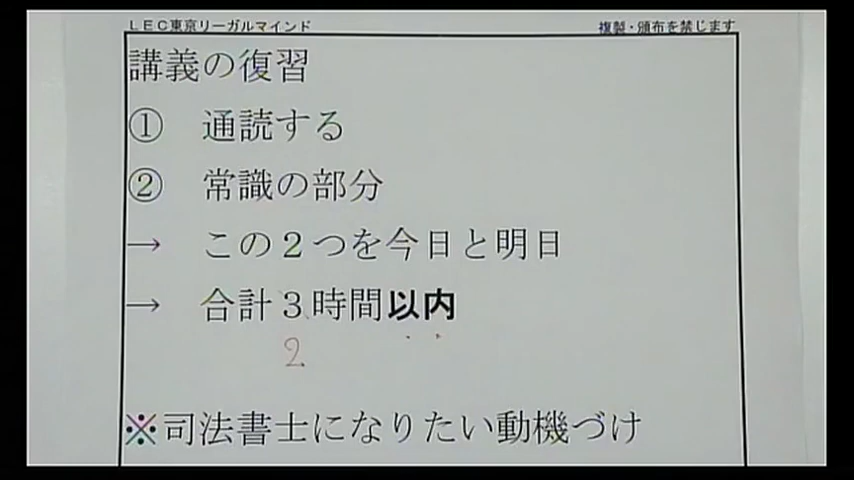 LEC東京リーガルマインド
複製・頒布を禁じます
講義の復習
① 通読する
② 常識の部分
→ この2つを今日と明日
→ 合計3時間以内
2
※司法書士になりたい動機づけ